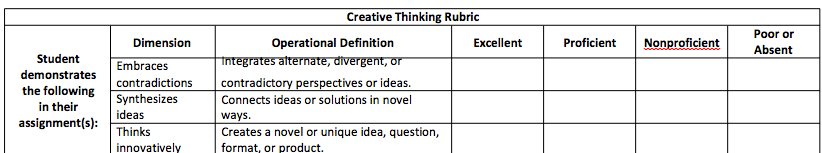 Creative Thinking Rubric
Student
demonstrates
the following
in their
assignment(s):
Dimension
Operational Definition
Excellent
Proficient
Nonproficient
Poor or
Absent
Embraces
contradictions
Integrates alternate, divergent, or
contradictory perspectives or ideas.
Synthesizes
ideas
Connects ideas or solutions in novel
ways.
Thinks
innovatively
Creates a novel or unique idea, question,
format, or product.